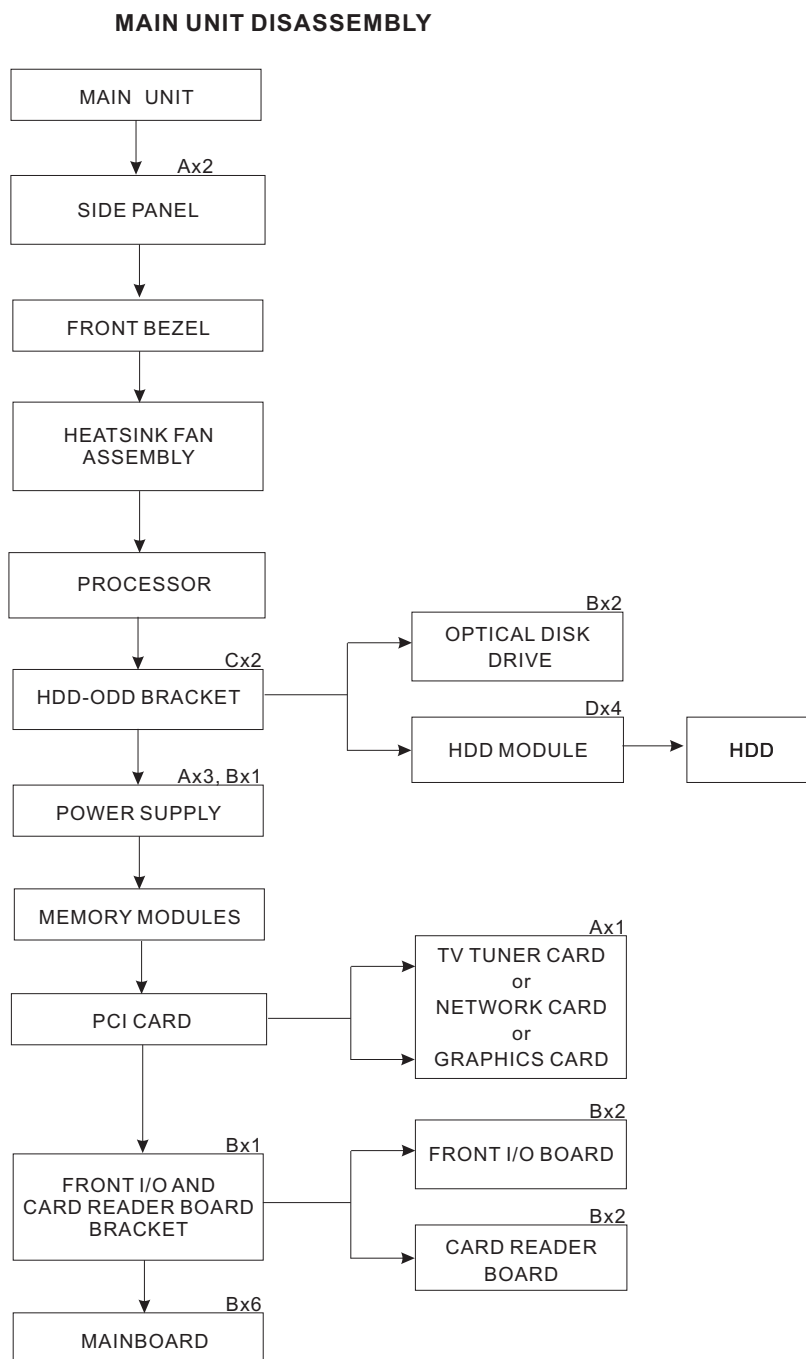 MAIN UNIT DISASSEMBLY
MAIN UNIT
Ax2
SIDE PANEL
FRONT BEZEL
HEATSINK FAN
ASSEMBLY
PROCESSOR
Cx2
HDD-ODD BRACKET
Bx2
OPTICAL DISK
DRIVE
Dx4
HDD MODULE
HDD
Ax3, Bx1
POWER SUPPLY
MEMORY MODULES
PCI CARD
Ax1
TV TUNER CARD
or
NETWORK CARD
or
GRAPHICS CARD
Bx1
FRONT I/O AND
CARD READER BOARD
BRACKET
Bx2
FRONT I/O BOARD
Bx2
CARD READER
BOARD
Bx6
MAINBOARD